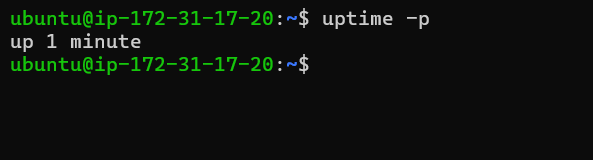 ubuntu@ip-172-31-17-20:~$ uptime -p
up 1 minute
ubuntu@ip-172-31-17-20:~$